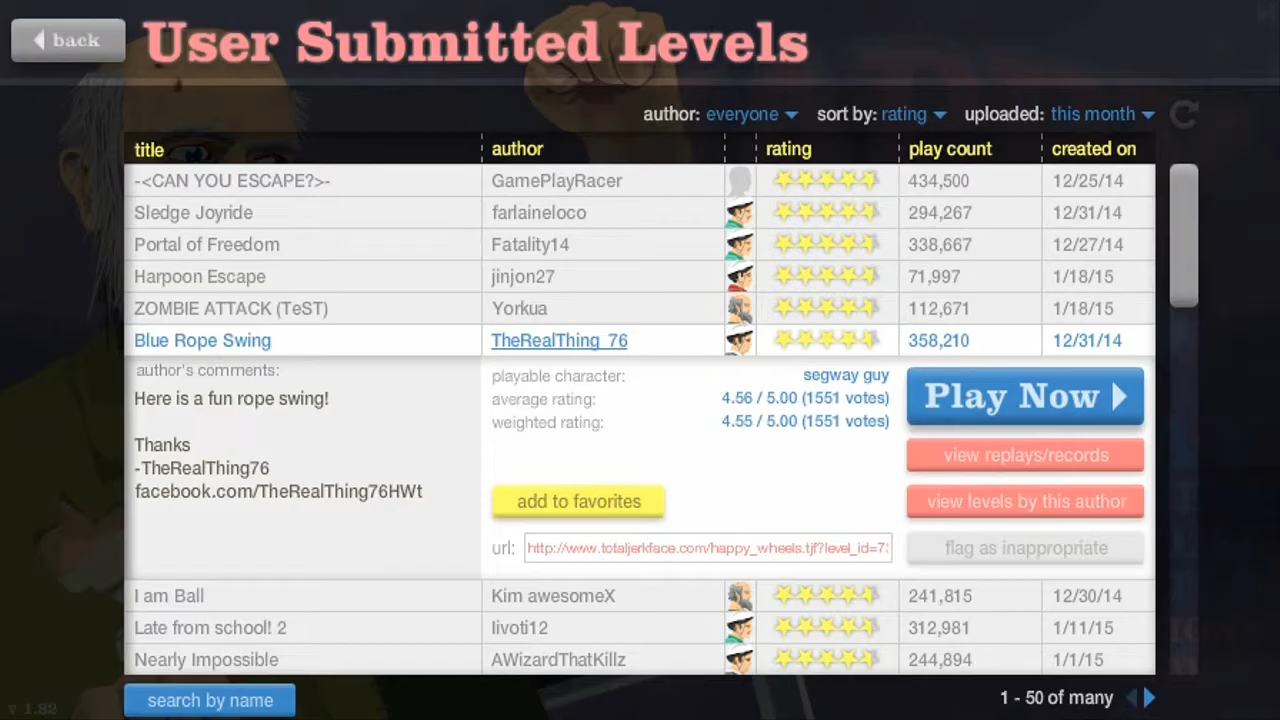 back
User Submitted Levels
author: everyone sort by: rating uploaded: this month
title author rating play count created on
-<CAN YOU ESCAPE?>- GamePlayRacer 434,500 12/25/14
Sledge Joyride farlaineloco 294,267 12/31/14
Portal of Freedom Fatality14 338,667 12/27/14
Harpoon Escape jinjon27 71,997 1/18/15
ZOMBIE ATTACK (TeST) Yorkua 112,671 1/18/15
Blue Rope Swing TheRealThing_76 358,210 12/31/14
author's comments:
Here is a fun rope swing!
Thanks
-TheRealThing76
facebook.com/TheRealThing76HWt
playable character: segway guy
average rating: 4.56 / 5.00 (1551 votes)
weighted rating: 4.55 / 5.00 (1551 votes)
add to favorites
url: http://www.totaljerkface.com/happy_wheels.tjf?level_id=7
Play Now
view replays/records
view levels by this author
flag as inappropriate
I am Ball Kim awesomeX 241,815 12/30/14
Late from school! 2 Iivoti12 312,981 1/11/15
Nearly Impossible AWizardThatKillz 244,894 1/1/15
search by name
1 - 50 of many
v 1.82